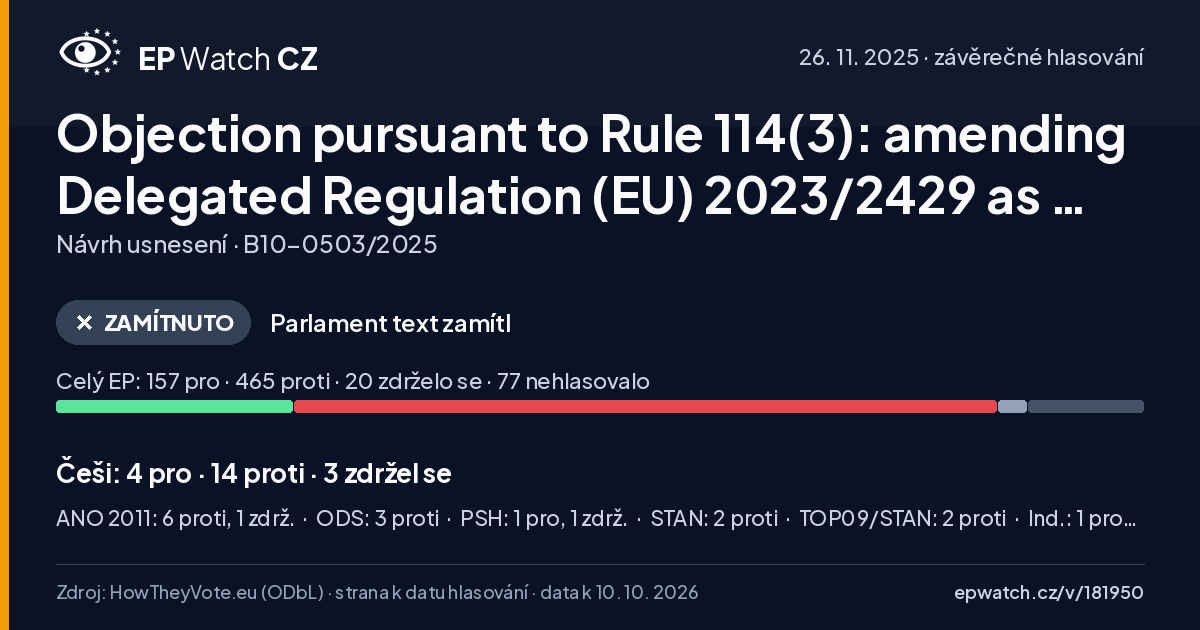 EP Watch CZ
26. 11. 2025 · závěrečné hlasování
Objection pursuant to Rule 114(3): amending
Delegated Regulation (EU) 2023/2429 as …
Návrh usnesení · B10-0503/2025
✕ ZAMÍTNUTO
Parlament text zamítl
Celý EP: 157 pro · 465 proti · 20 zdrželo se · 77 nehlasovalo
Češi: 4 pro · 14 proti · 3 zdržel se
ANO 2011: 6 proti, 1 zdrž. · ODS: 3 proti · PSH: 1 pro, 1 zdrž. · STAN: 2 proti · TOP09/STAN: 2 proti · Ind.: 1 pro…
Zdroj: HowTheyVote.eu (ODbL) · strana k datu hlasování · data k 10. 10. 2026
epwatch.cz/v/181950